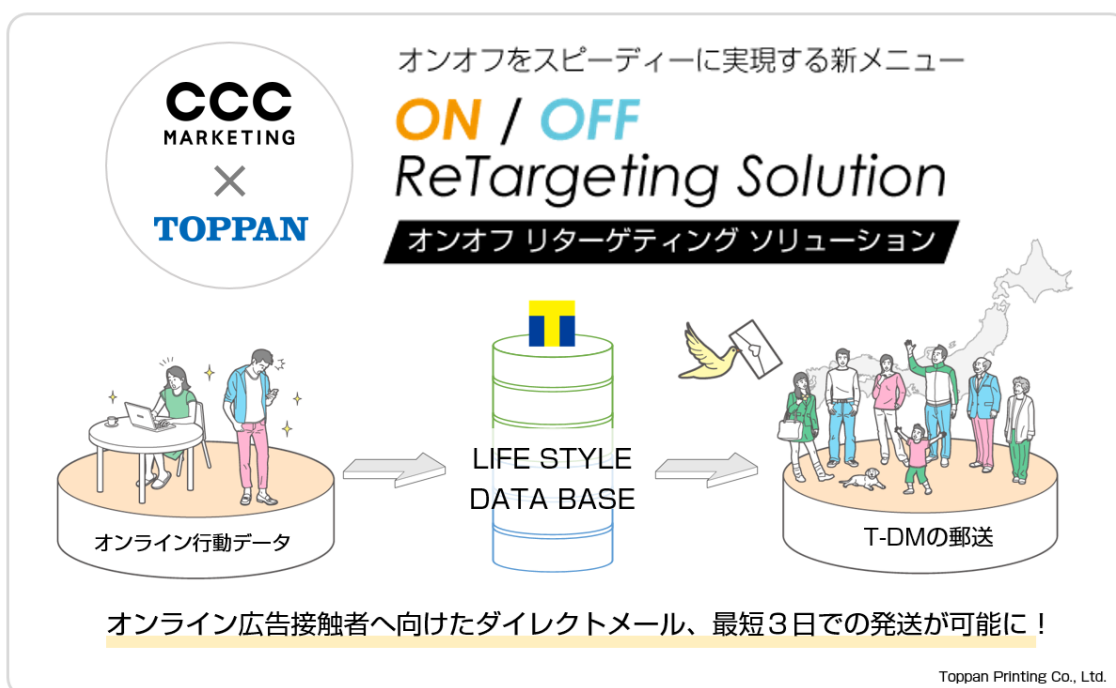 CCC
MARKETING
×
TOPPAN
オンオフをスピーディーに実現する新メニュー
ON / OFF
ReTargeting Solution
オンオフ リターゲティング ソリューション
T
LIFE STYLE
DATA BASE
オンライン行動データ
T-DMの郵送
オンライン広告接触者へ向けたダイレクトメール、最短３日での発送が可能に！
Toppan Printing Co., Ltd.